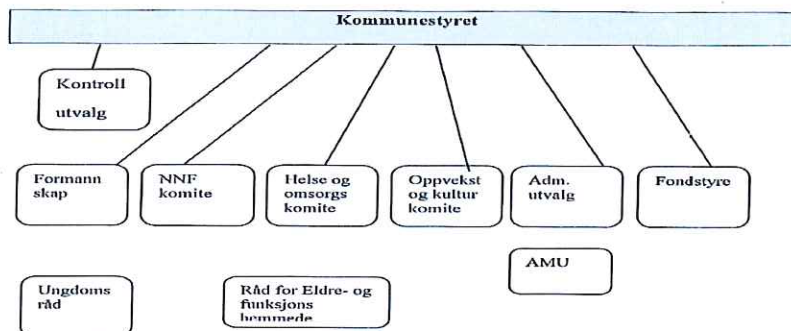 Kommunestyret
Kontroll
utvalg
Formann
skap
NNF
komite
Helse og
omsorgs
komite
Oppvekst
og kultur
komite
Adm.
utvalg
Fondstyre
AMU
Ungdoms
råd
Råd for Eldre- og
funksjons
hemmede